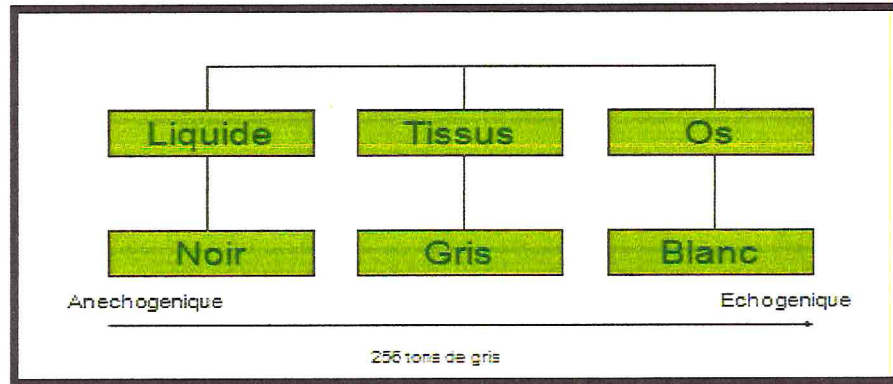 Liquide Tissus Os
Noir Gris Blanc
Anechogenique Echogenique
256 tons de gris